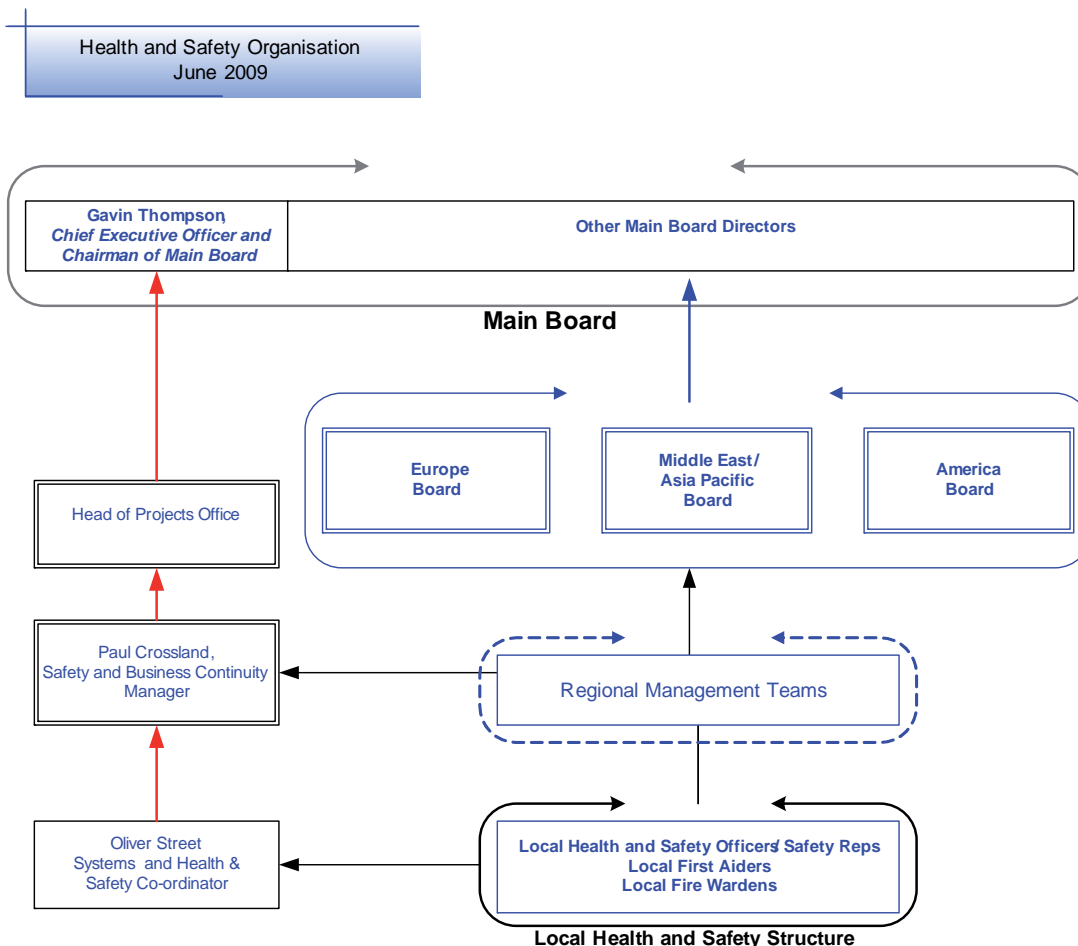 Health and Safety Organisation
June 2009
Gavin Thompson,
Chief Executive Officer and
Chairman of Main Board
Other Main Board Directors
Main Board
Europe
Board
Middle East/
Asia Pacific
Board
America
Board
Head of Projects Office
Paul Crossland,
Safety and Business Continuity
Manager
Regional Management Teams
Oliver Street
Systems and Health &
Safety Co-ordinator
Local Health and Safety Officers/ Safety Reps
Local First Aiders
Local Fire Wardens
Local Health and Safety Structure